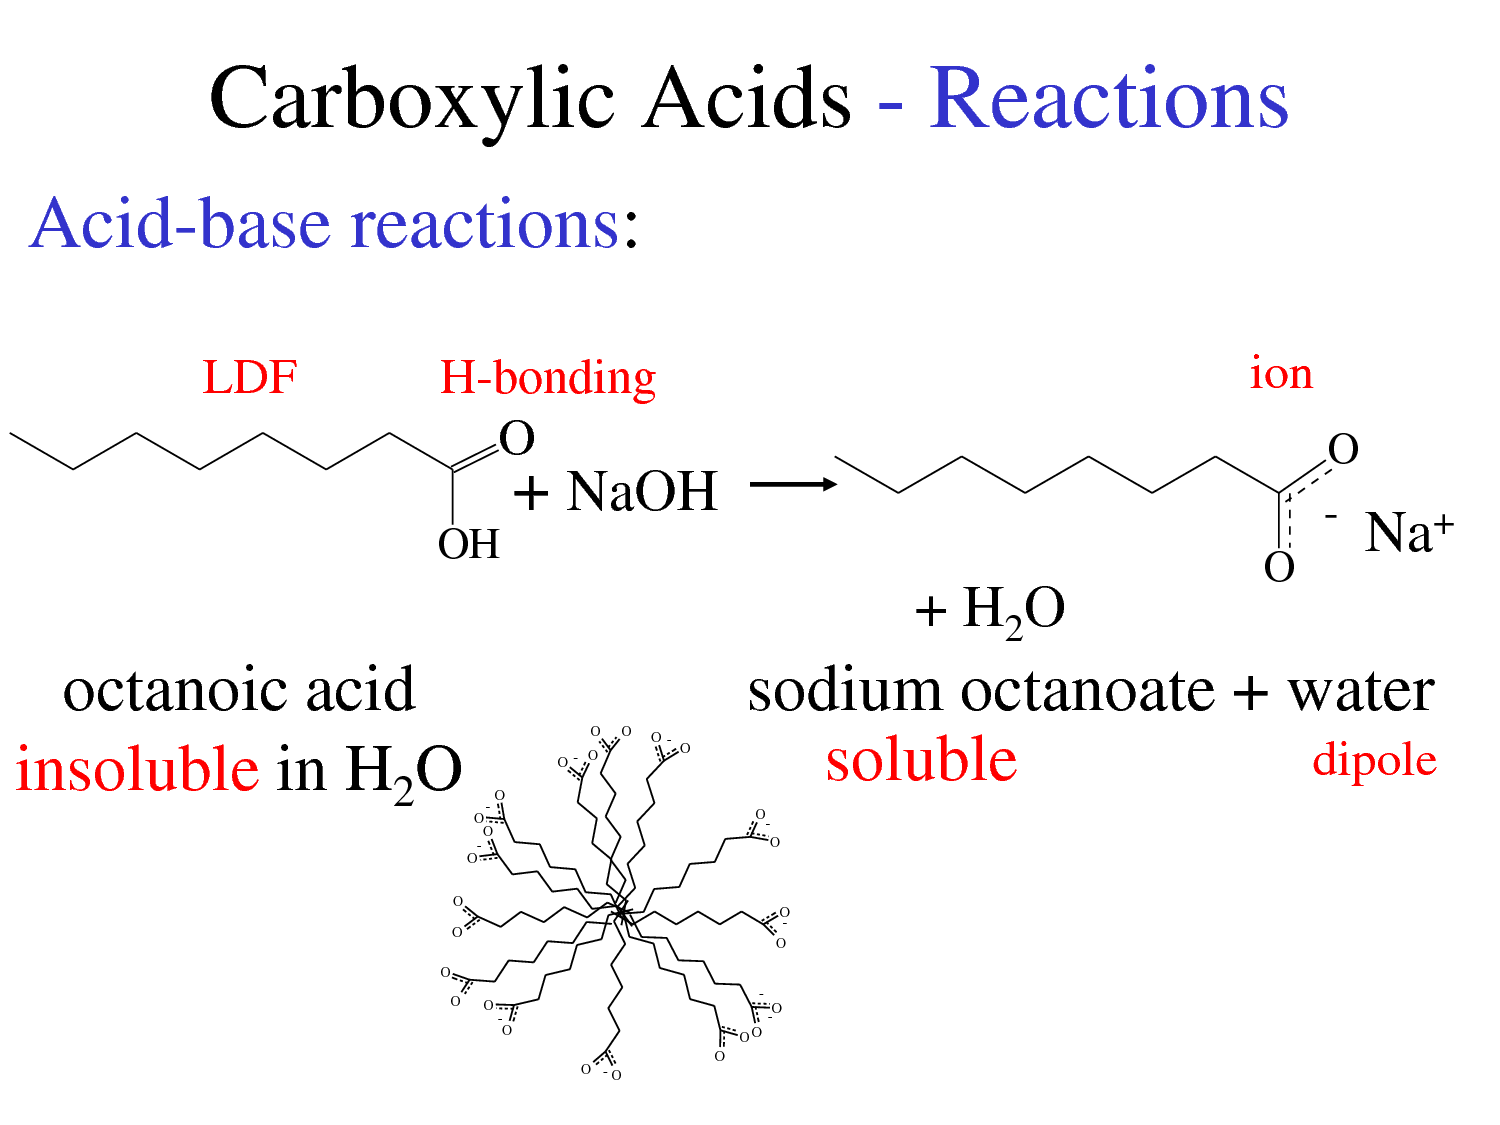 Carboxylic Acids - Reactions
Acid-base reactions:
LDF H-bonding ion
O
+ NaOH
OH
O
- Na⁺
O
+ H₂O
octanoic acid
sodium octanoate + water
insoluble in H₂O
soluble
dipole
O O
O - O
O - O
O
- O
O
- O
O
O
O
O
O
- O
O
- O
O
O
- O
O
O
O
- O
O
- O
- O
O
O
O
O - O